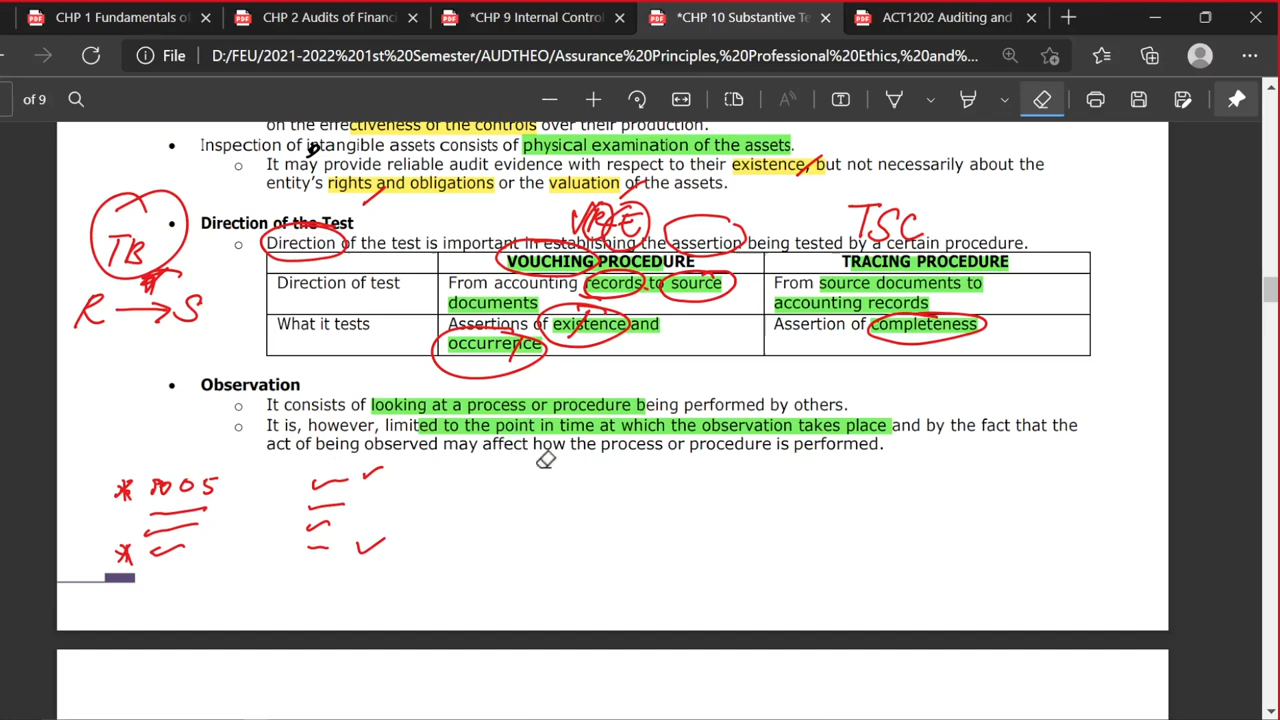 CHP 1 Fundamentals of
CHP 2 Audits of Financi
*CHP 9 Internal Contro
*CHP 10 Substantive Te
ACT1202 Auditing and
File
D:/FEU/2021-2022%201st%20Semester/AUDTHEO/Assurance%20Principles,%20Professional%20Ethics,%20and%...
of 9
on the effectiveness of the controls over their production.
Inspection of intangible assets consists of physical examination of the assets.
It may provide reliable audit evidence with respect to their existence, but not necessarily about the
entity's rights and obligations or the valuation of the assets.
TB
R → S
VR-E
TSC
Direction of the Test
Direction of the test is important in establishing the assertion being tested by a certain procedure.
VOUCHING PROCEDURE
TRACING PROCEDURE
Direction of test
From accounting records to source
documents
From source documents to
accounting records
What it tests
Assertions of existence and
occurrence
Assertion of completeness
Observation
It consists of looking at a process or procedure being performed by others.
It is, however, limited to the point in time at which the observation takes place and by the fact that the
act of being observed may affect how the process or procedure is performed.